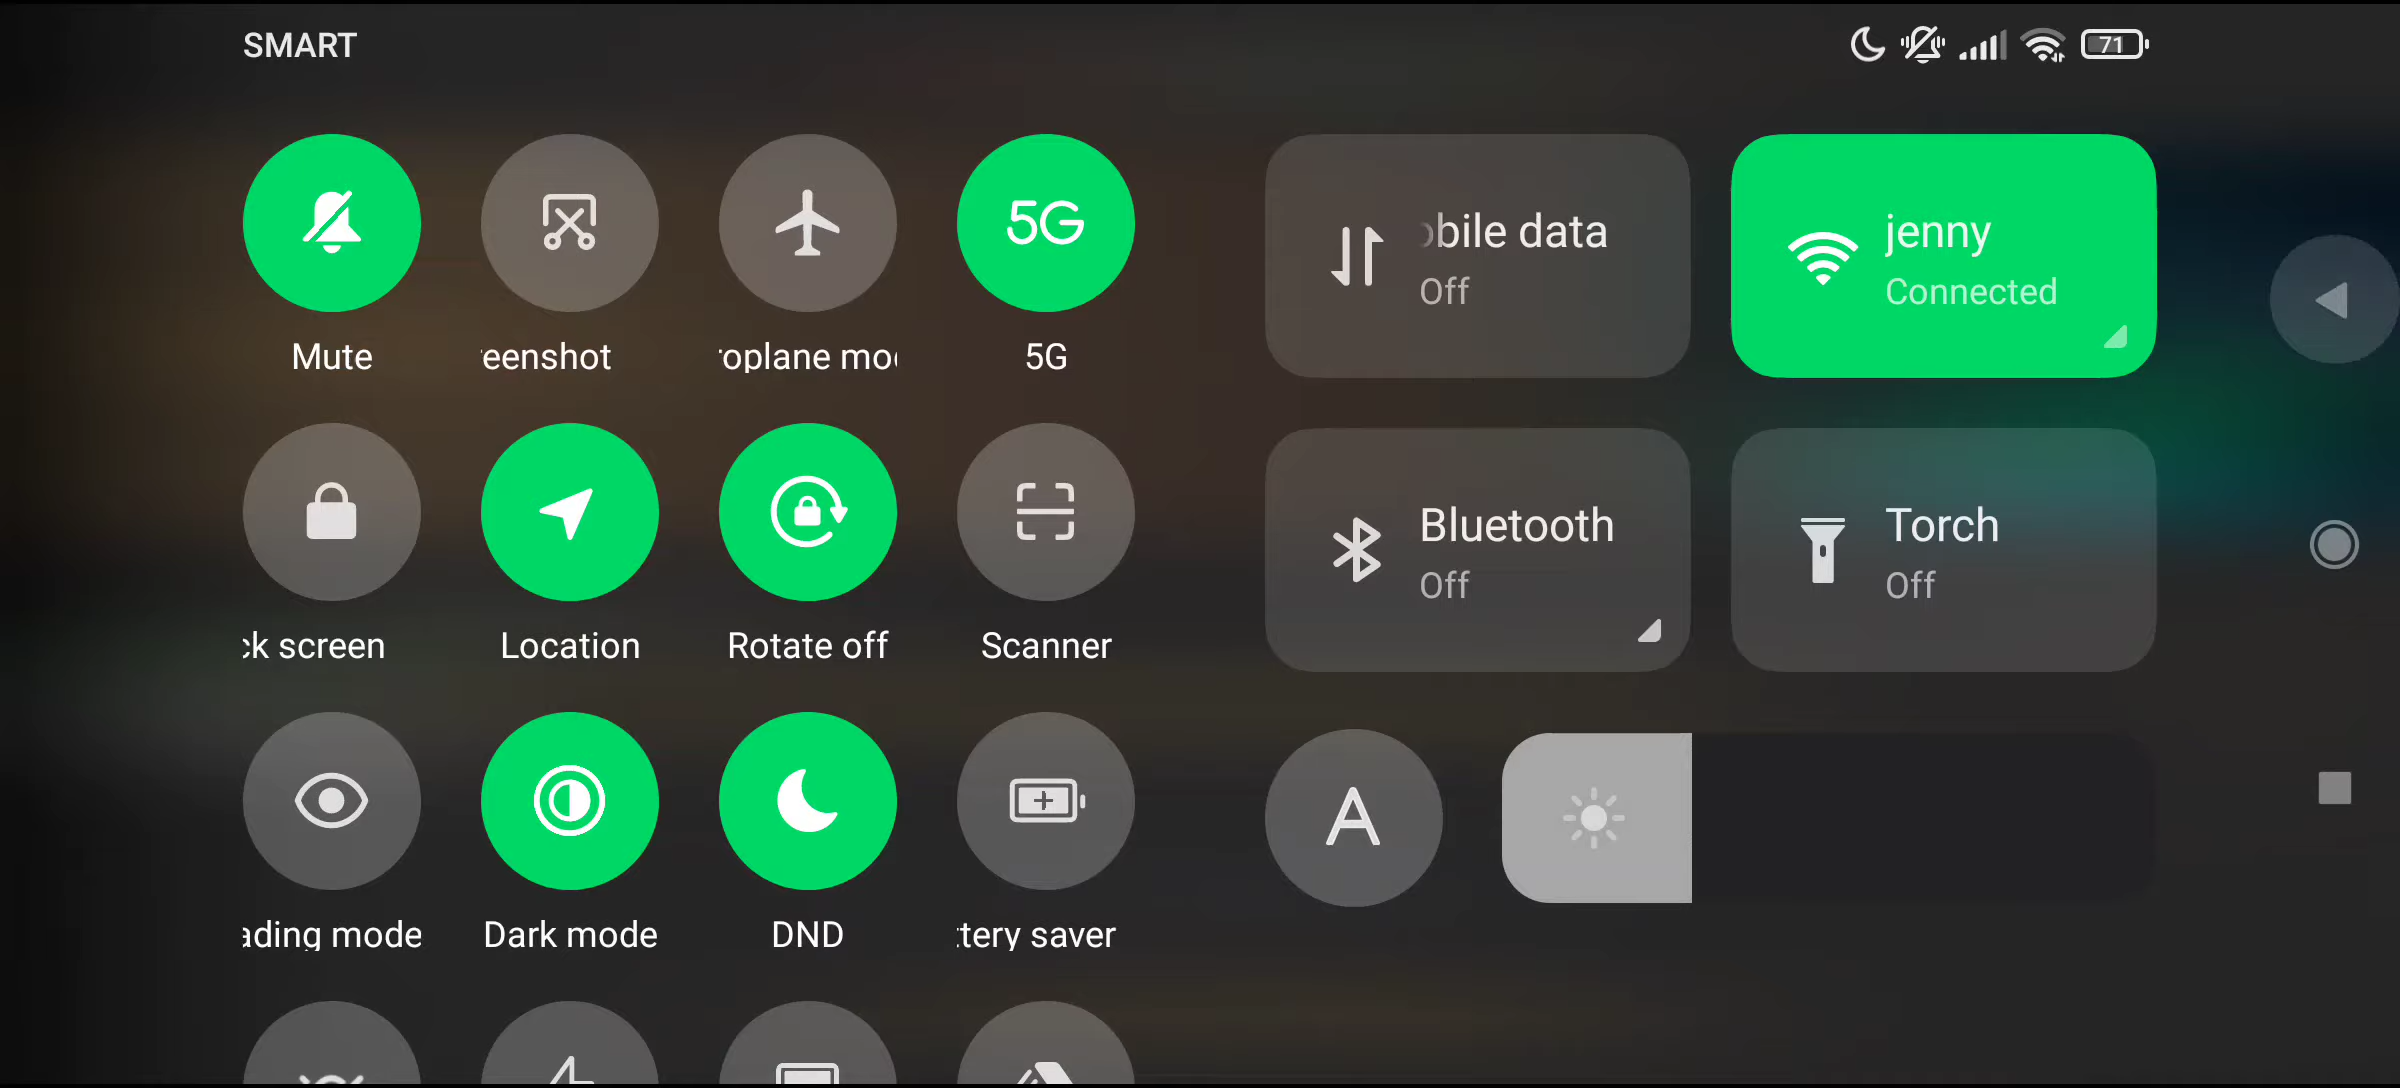 SMART
71
Mute
eenshot
oplane mo
5G
5G
bile data
Off
jenny
Connected
ck screen
Location
Rotate off
Scanner
Bluetooth
Off
Torch
Off
ading mode
Dark mode
DND
tery saver
A